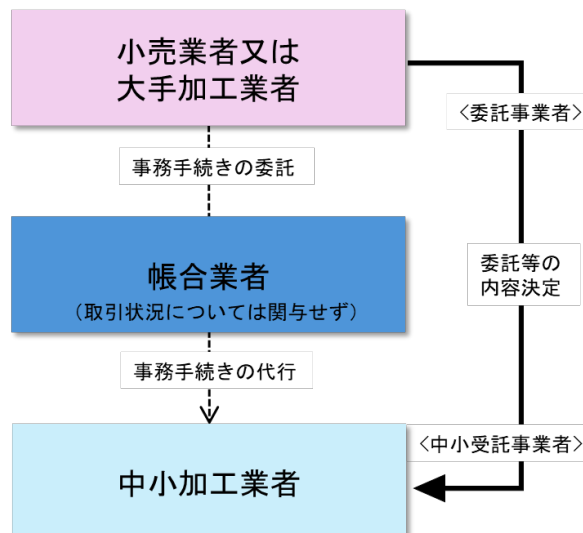 小売業者又は
大手加工業者
<委託事業者>
事務手続きの委託
帳合業者
(取引状況については関与せず)
委託等の
内容決定
事務手続きの代行
<中小受託事業者>
中小加工業者